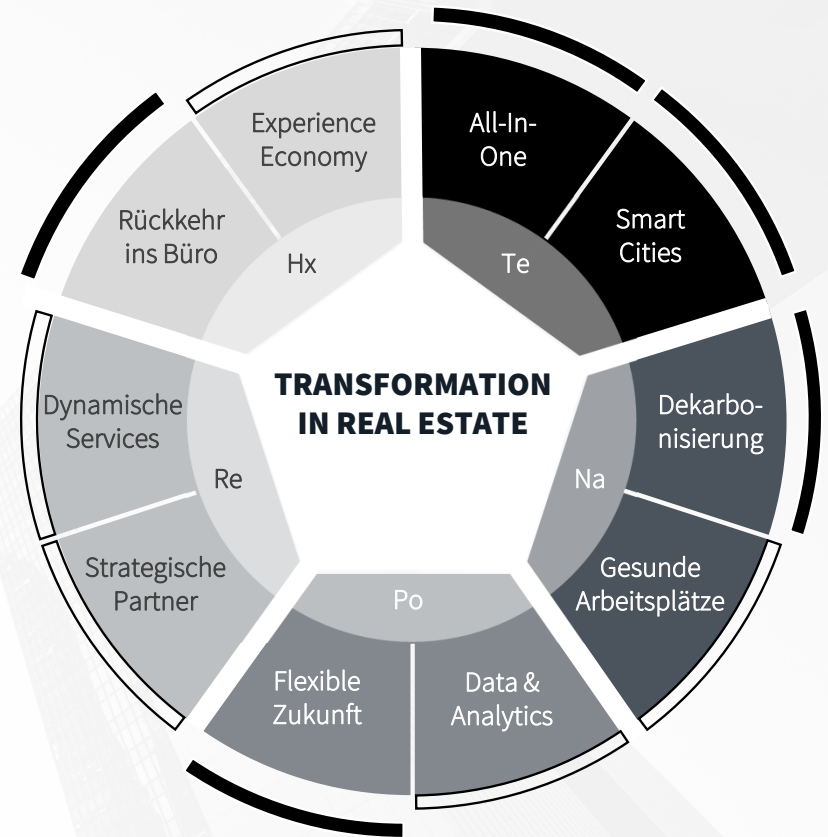 Experience
Economy
All-In-
One
Rückkehr
ins Büro
Smart
Cities
Hx
Te
TRANSFORMATION
IN REAL ESTATE
Dynamische
Services
Dekarbo-
nisierung
Re
Na
Strategische
Partner
Gesunde
Arbeitsplätze
Po
Flexible
Zukunft
Data &
Analytics